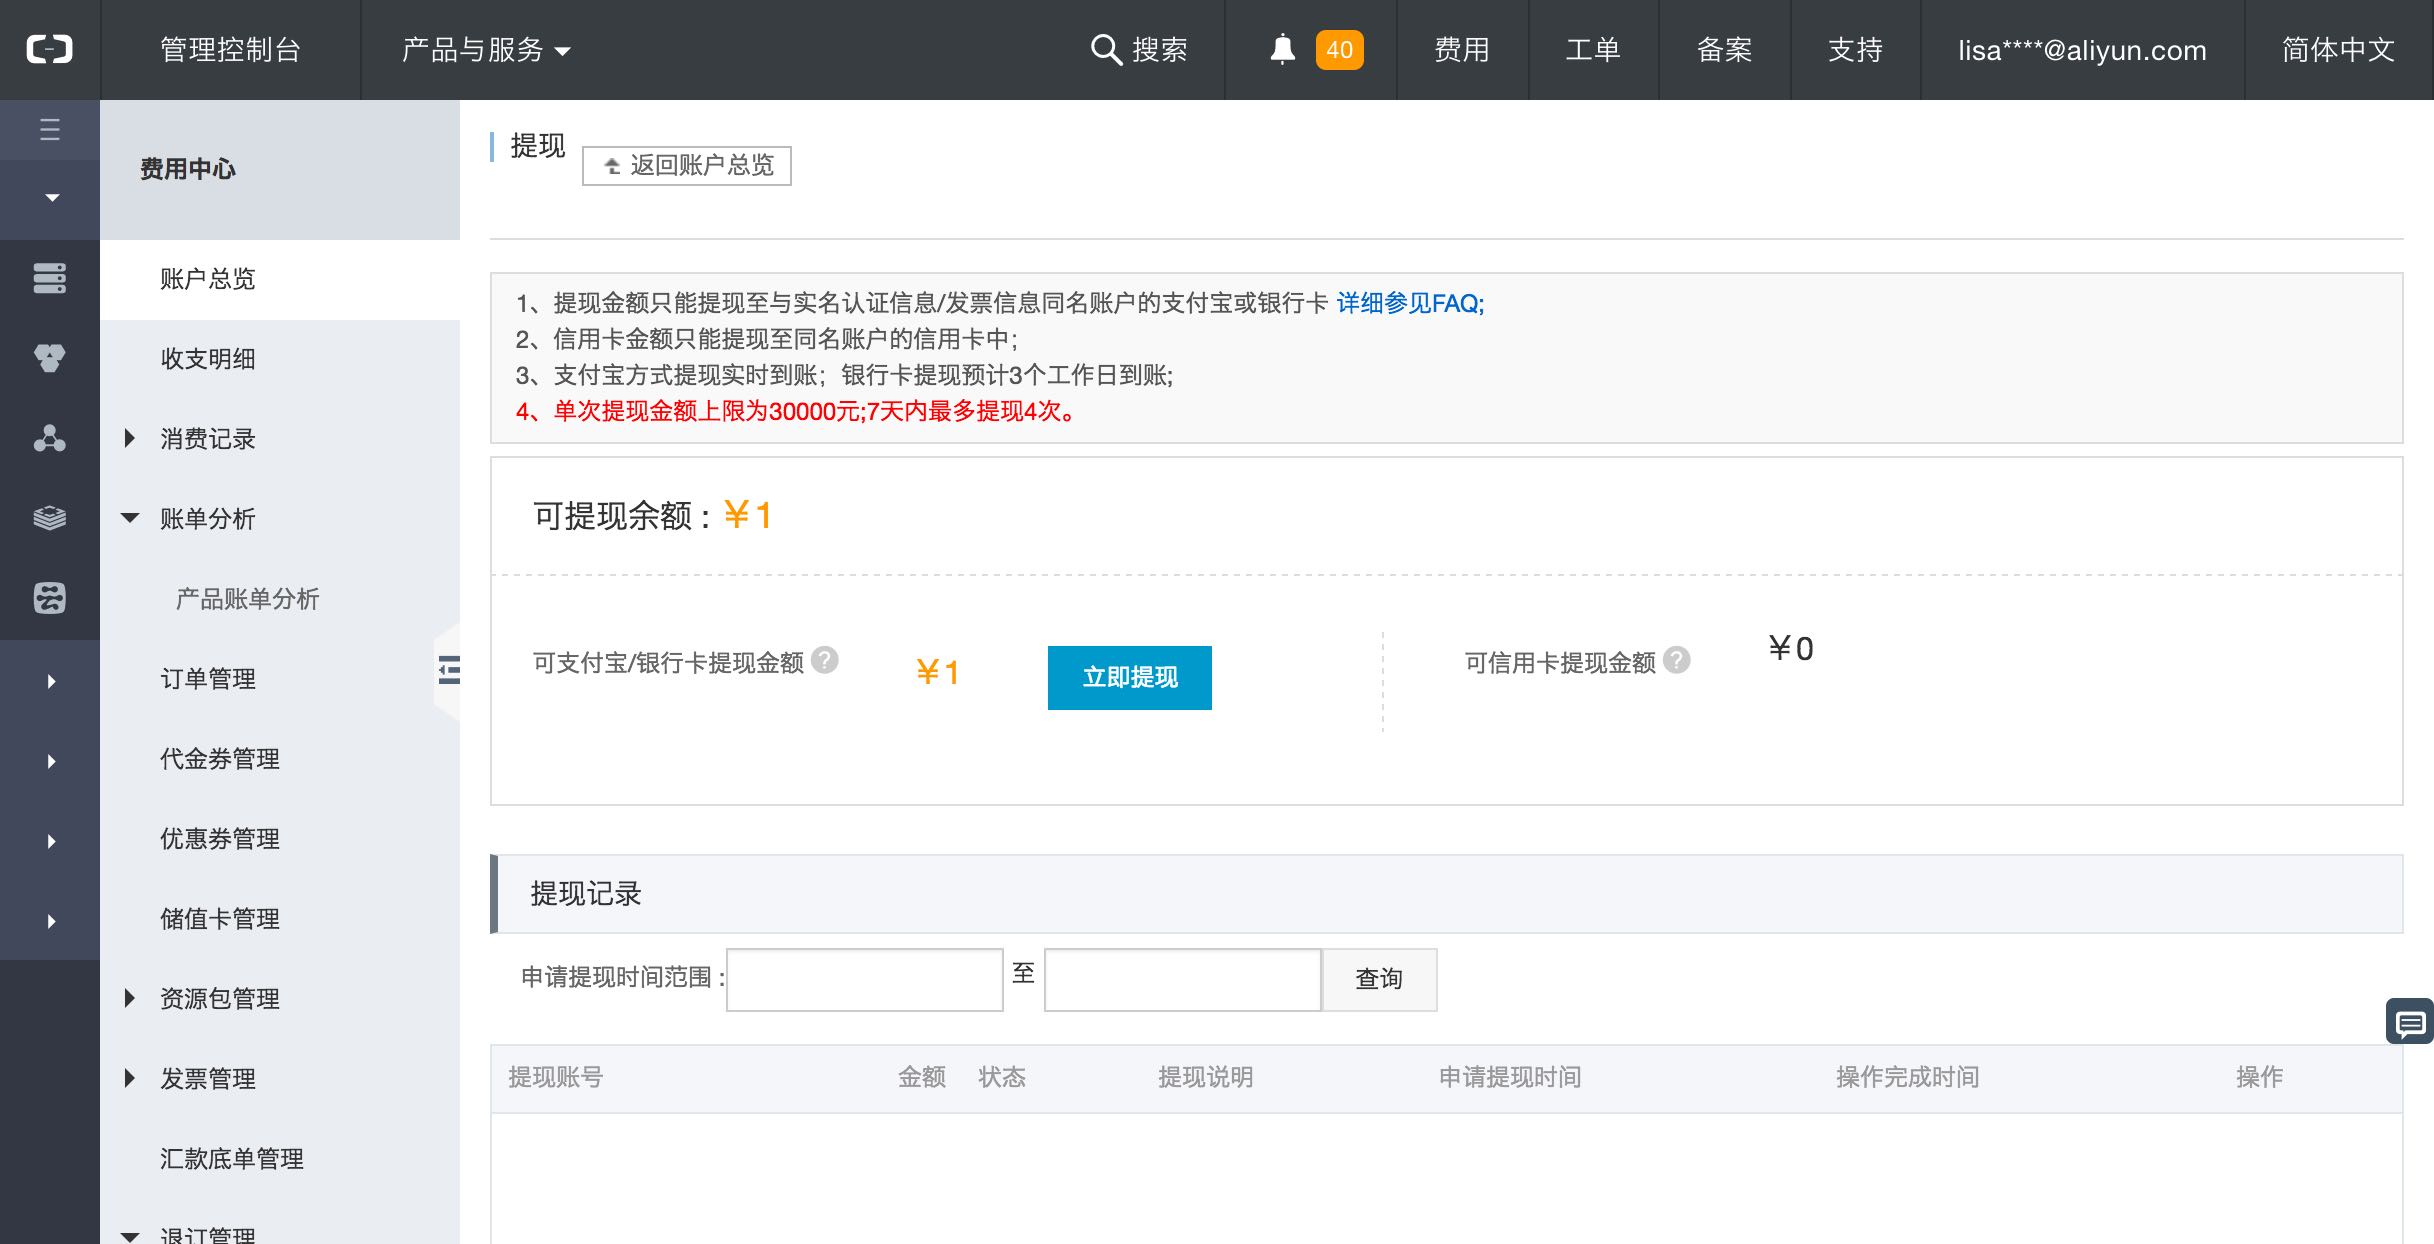 管理控制台
产品与服务
搜索
40
费用
工单
备案
支持
lisa****@aliyun.com
简体中文
费用中心
账户总览
收支明细
消费记录
账单分析
产品账单分析
订单管理
代金券管理
优惠券管理
储值卡管理
资源包管理
发票管理
汇款底单管理
退订管理
提现
返回账户总览
1、提现金额只能提现至与实名认证信息/发票信息同名账户的支付宝或银行卡 详细参见FAQ;
2、信用卡金额只能提现至同名账户的信用卡中;
3、支付宝方式提现实时到账；银行卡提现预计3个工作日到账;
4、单次提现金额上限为30000元;7天内最多提现4次。
可提现余额 : ￥1
可支付宝/银行卡提现金额 ? ￥1 立即提现
可信用卡提现金额 ? ￥0
提现记录
申请提现时间范围 : 至 查询
提现账号 金额 状态 提现说明 申请提现时间 操作完成时间 操作